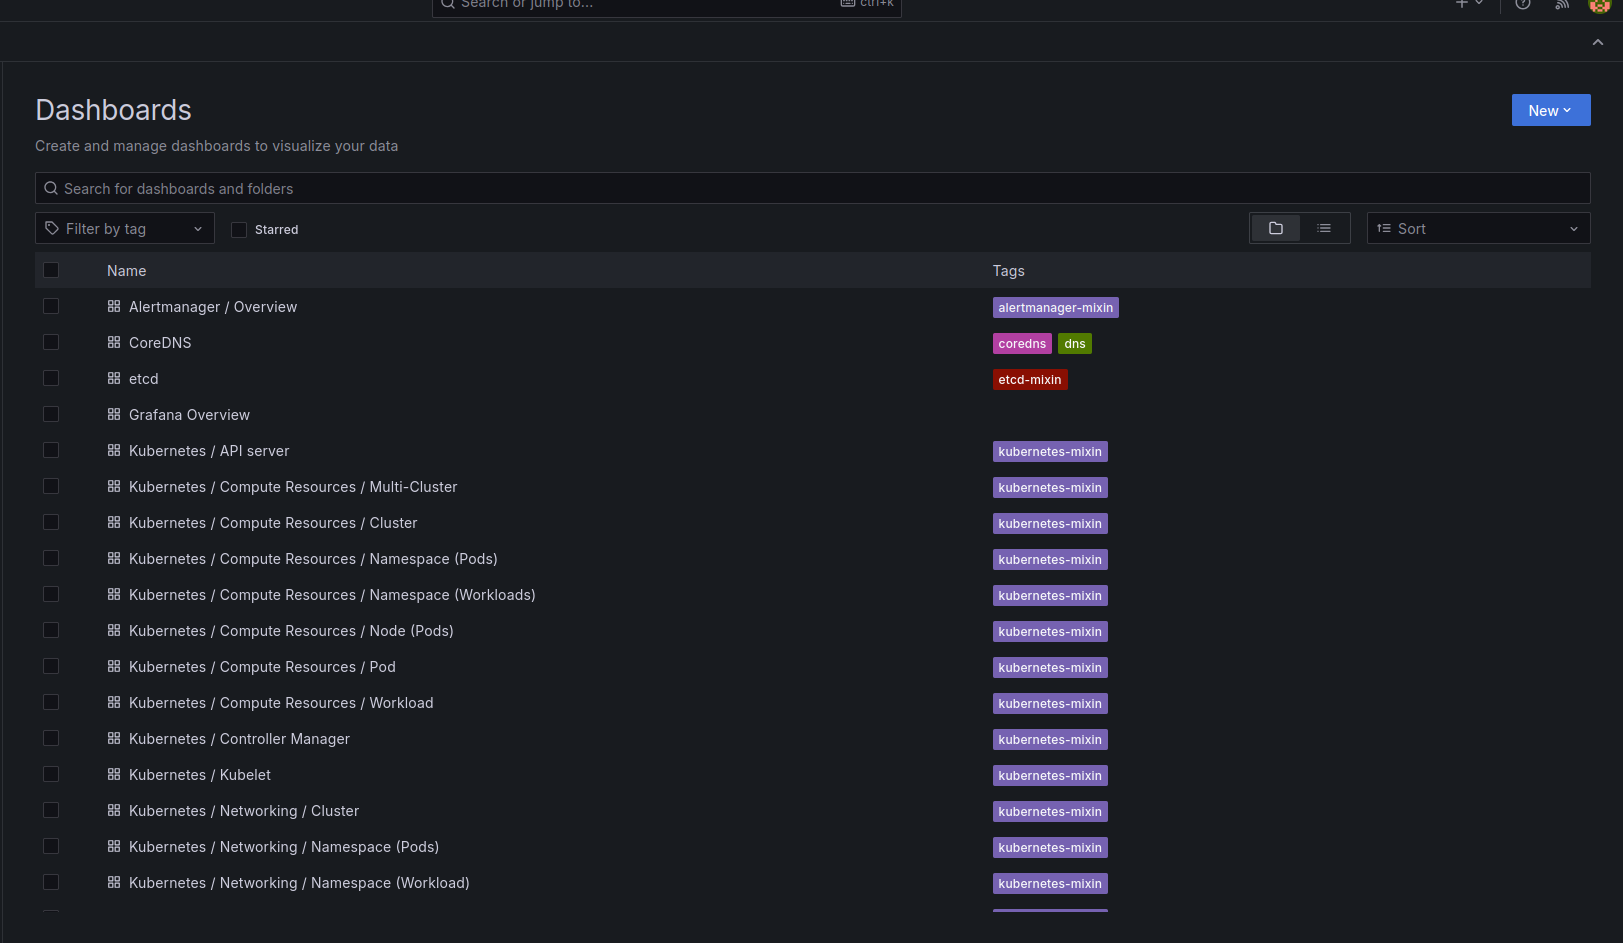 Search or jump to... ctrl+k
Dashboards
New
Create and manage dashboards to visualize your data
Search for dashboards and folders
Filter by tag Starred Sort
Name Tags
Alertmanager / Overview alertmanager-mixin
CoreDNS coredns dns
etcd etcd-mixin
Grafana Overview
Kubernetes / API server kubernetes-mixin
Kubernetes / Compute Resources / Multi-Cluster kubernetes-mixin
Kubernetes / Compute Resources / Cluster kubernetes-mixin
Kubernetes / Compute Resources / Namespace (Pods) kubernetes-mixin
Kubernetes / Compute Resources / Namespace (Workloads) kubernetes-mixin
Kubernetes / Compute Resources / Node (Pods) kubernetes-mixin
Kubernetes / Compute Resources / Pod kubernetes-mixin
Kubernetes / Compute Resources / Workload kubernetes-mixin
Kubernetes / Controller Manager kubernetes-mixin
Kubernetes / Kubelet kubernetes-mixin
Kubernetes / Networking / Cluster kubernetes-mixin
Kubernetes / Networking / Namespace (Pods) kubernetes-mixin
Kubernetes / Networking / Namespace (Workload) kubernetes-mixin